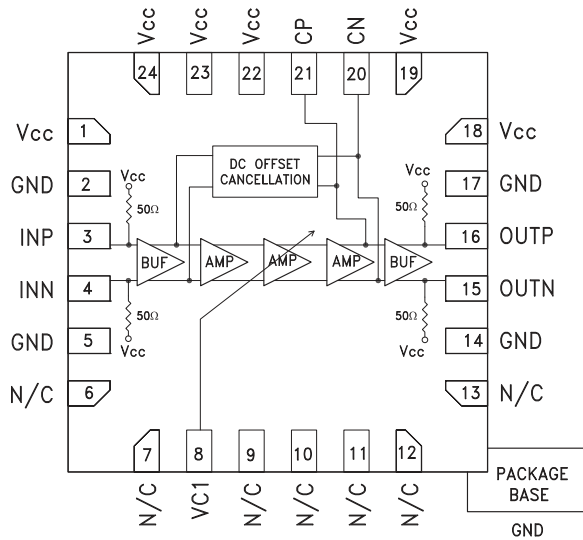 Vcc Vcc Vcc CP CN Vcc
24 23 22 21 20 19
Vcc 1 18 Vcc
GND 2 17 GND
DC OFFSET
CANCELLATION
Vcc Vcc
50Ω 50Ω
INP 3 16 OUTP
BUF AMP AMP AMP BUF
INN 4 15 OUTN
50Ω 50Ω
Vcc Vcc
GND 5 14 GND
N/C 6 13 N/C
7 8 9 10 11 12
N/C VC1 N/C N/C N/C N/C
PACKAGE
BASE
GND